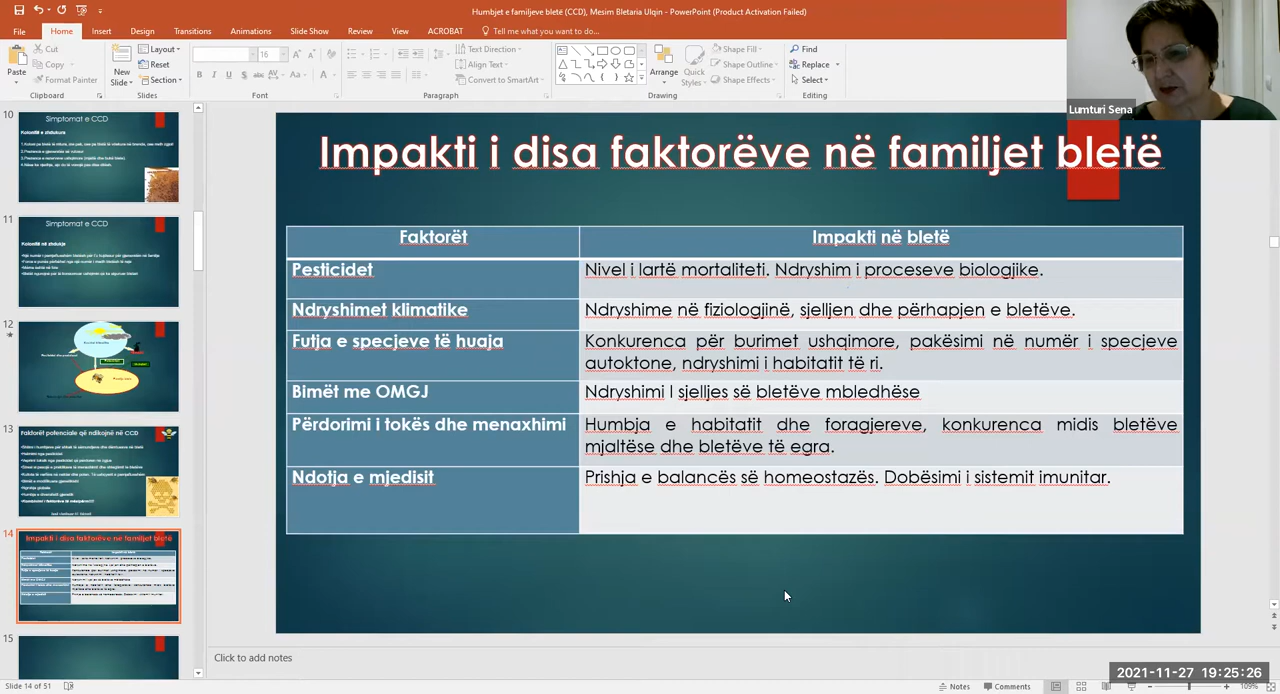 Humbjet e familjeve bletë (CCD), Mesim Bletaria Ulqin - PowerPoint (Product Activation Failed)
File Home Insert Design Transitions Animations Slide Show Review View ACROBAT Tell me what you want to do...
Paste
Cut
Copy
Format Painter
Clipboard
New
Slide
Layout
Reset
Section
Slides
16
Font
Paragraph
Text Direction
Align Text
Convert to SmartArt
Arrange
Quick
Styles
Shape Fill
Shape Outline
Shape Effects
Drawing
Find
Replace
Select
Editing
Lumturi Sena
10
Simptomat e CCD
11
Simptomat e CCD
12
13
Faktorët potenciale që ndikojnë në CCD
14
Impakti i disa faktorëve në familjet bletë
15
Impakti i disa faktorëve në familjet bletë
Faktorët Impakti në bletë
Pesticidet Nivel i lartë mortaliteti. Ndryshim i proceseve biologjike.
Ndryshimet klimatike Ndryshime në fiziologjinë, sjelljen dhe përhapjen e bletëve.
Futja e specjeve të huaja Konkurenca për burimet ushqimore, pakësimi në numër i specjeve
autoktone, ndryshimi i habitatit të ri.
Bimët me OMGJ Ndryshimi I sjelljes së bletëve mbledhëse
Përdorimi i tokës dhe menaxhimi Humbja e habitatit dhe foragjereve, konkurenca midis bletëve
mjaltëse dhe bletëve të egra.
Ndotja e mjedisit Prishja e balancës së homeostazës. Dobësimi i sistemit imunitar.
Click to add notes
2021-11-27 19:25:26
Slide 14 of 51 Notes Comments 109%